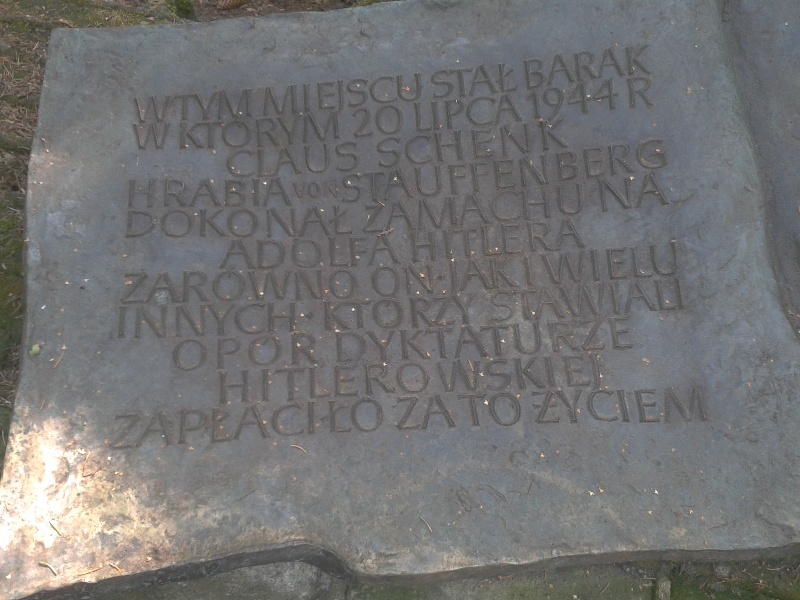 W TYM MIEJSCU STAŁ BARAK
W KTÓRYM 20 LIPCA 1944 R
CLAUS SCHENK
HRABIA VON STAUFFENBERG
DOKONAŁ ZAMACHU NA
ADOLFA HITLERA
ZARÓWNO ON· JAK I WIELU
INNYCH· KTÓRZY STAWIALI
OPÓR DYKTATURZE
HITLEROWSKIEJ
ZAPŁACIŁO ZA TO ŻYCIEM